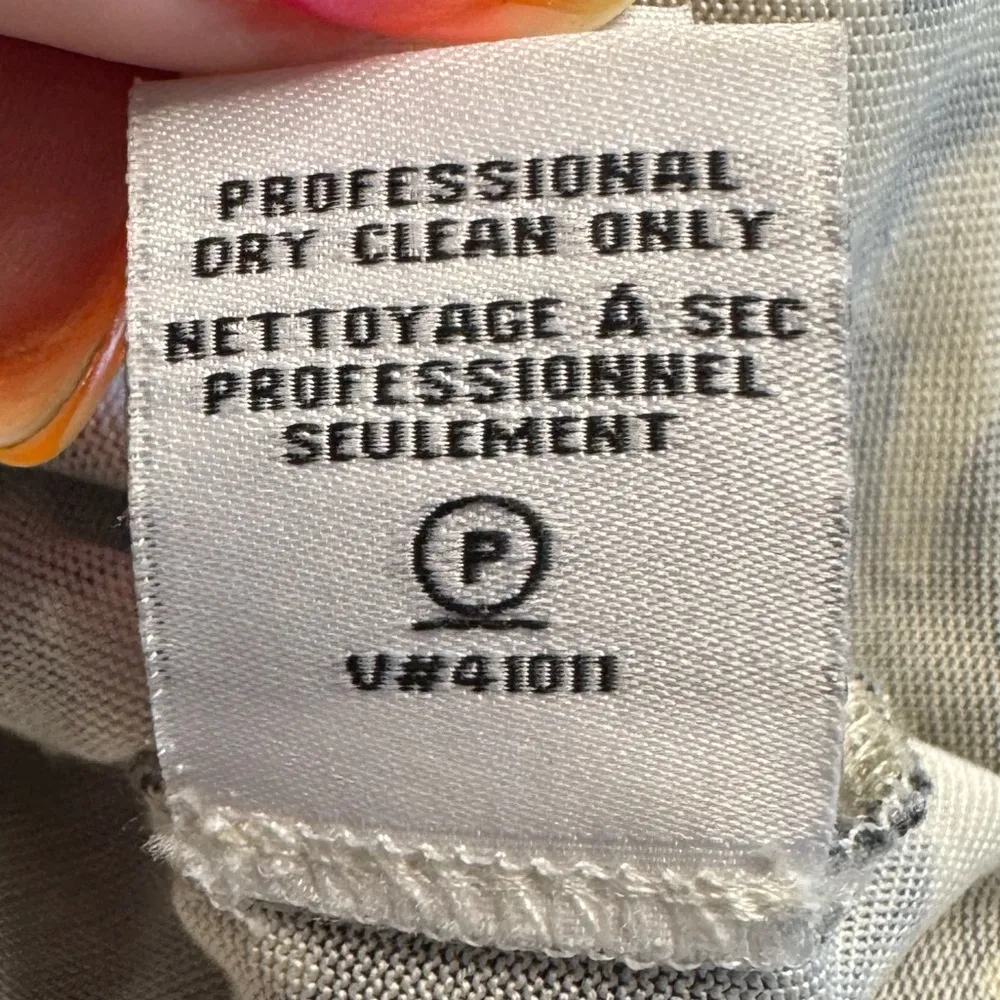 PROFESSIONAL
DRY CLEAN ONLY
NETTOYAGE Á SEC
PROFESSIONNEL
SEULEMENT
P
V#41011